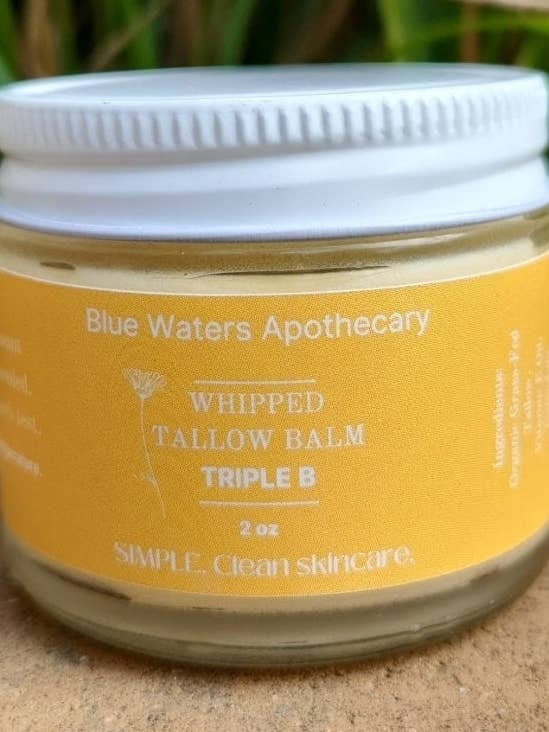 Blue Waters Apothecary
WHIPPED
TALLOW BALM
TRIPLE B
2 oz
SIMPLE. Clean skincare.
Ingredients:
Organic Grass-Fed
Tallow,